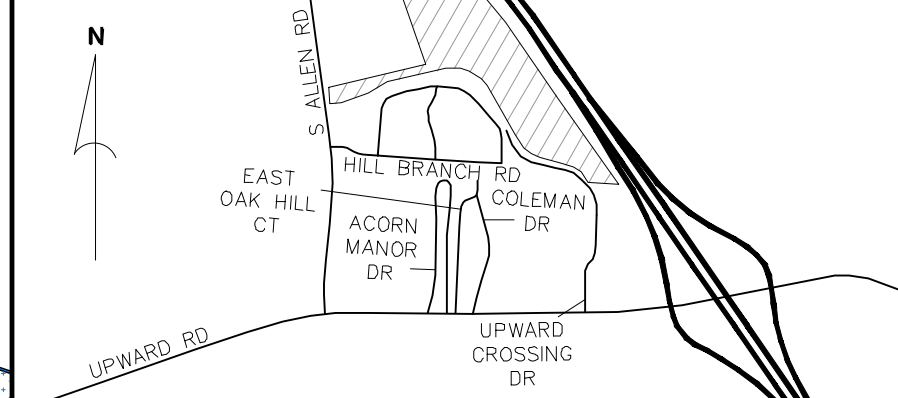 N
S ALLEN RD
HILL BRANCH RD
EAST
OAK HILL
CT
COLEMAN
DR
ACORN
MANOR
DR
UPWARD RD
UPWARD
CROSSING
DR